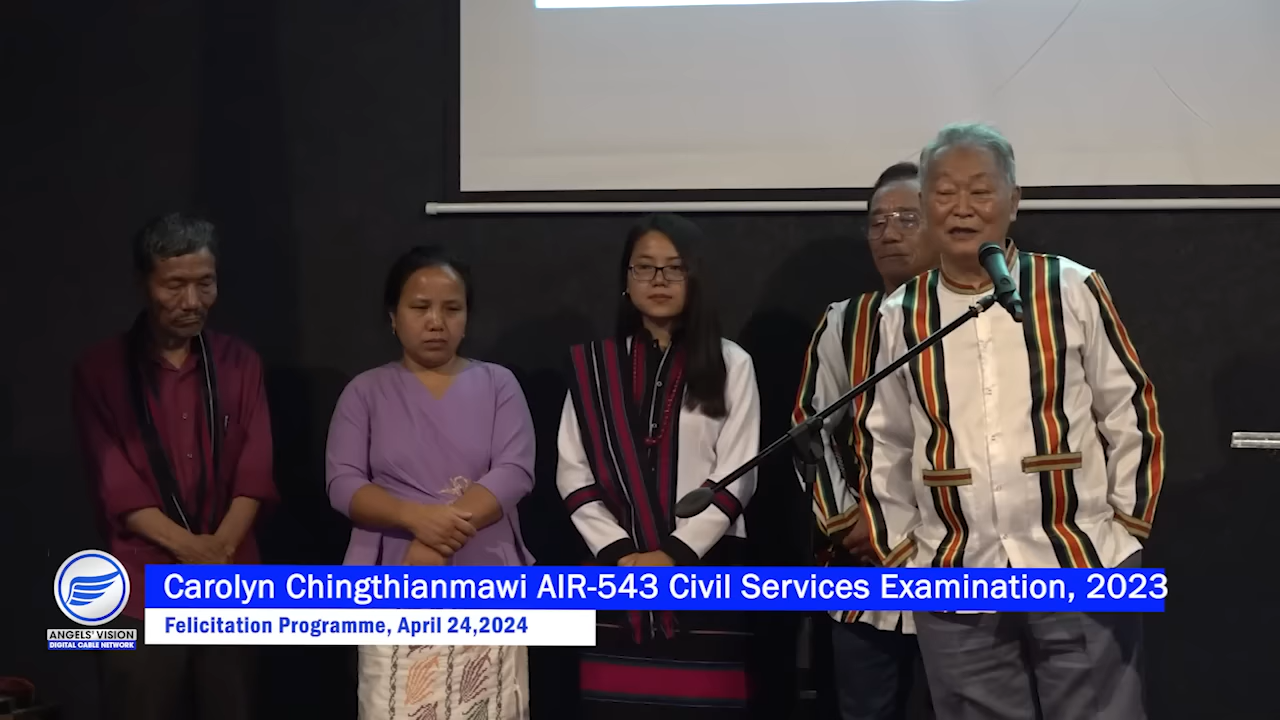 Carolyn Chingthianmawi AIR-543 Civil Services Examination, 2023
Felicitation Programme, April 24,2024
ANGELS' VISION
DIGITAL CABLE NETWORK